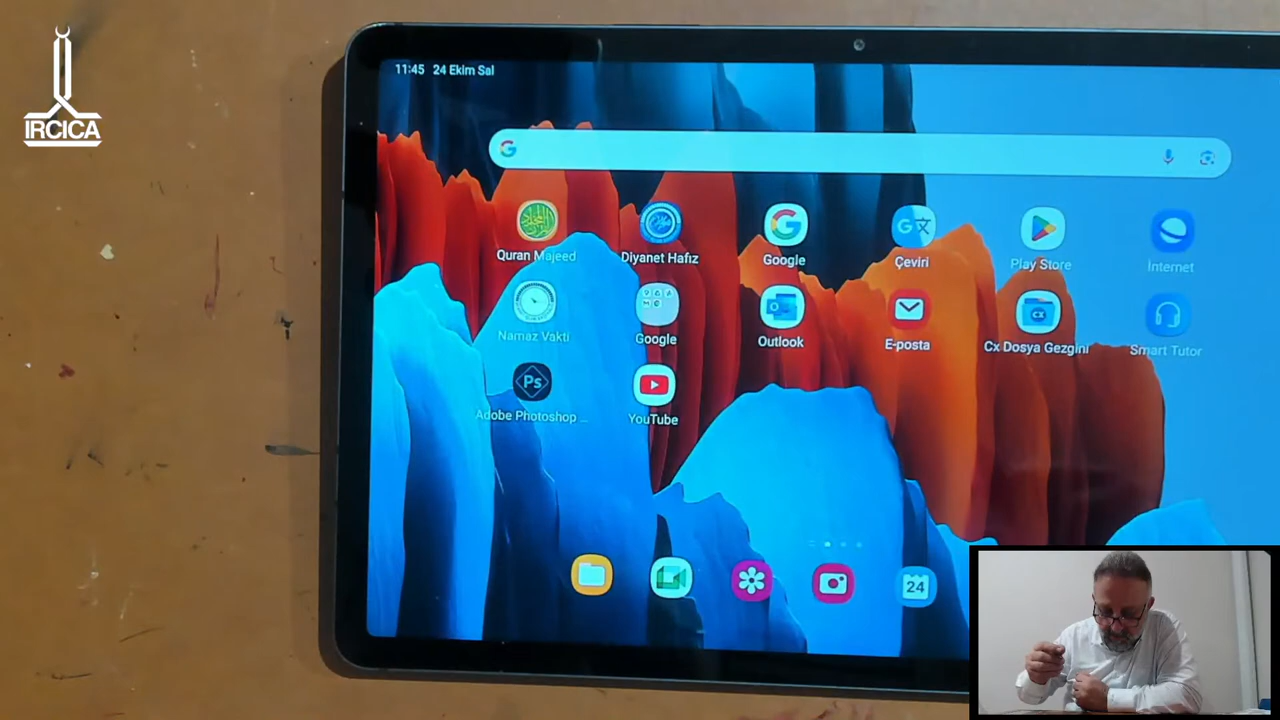 IRCICA
11:45 24 Ekim Sal
Quran Majeed
Diyanet Hafız
Google
Çeviri
Play Store
İnternet
Namaz Vakti
Google
Outlook
E-posta
Cx Dosya Gezgini
Smart Tutor
Ps
Adobe Photoshop ...
YouTube
24